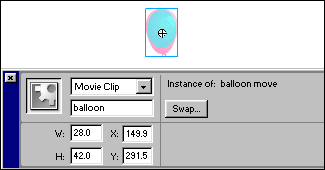 Movie Clip
Instance of: balloon move
balloon
Swap...
W: 28.0 X: 149.9
H: 42.0 Y: 291.5